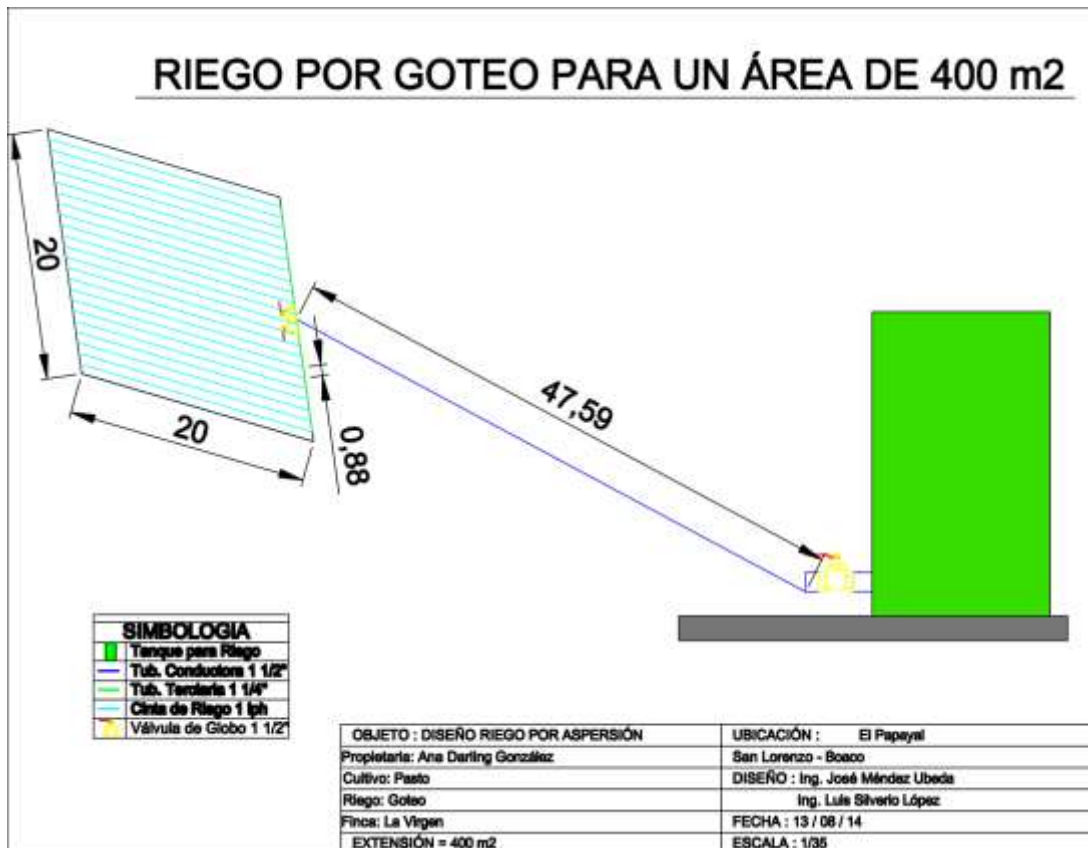 RIEGO POR GOTEO PARA UN ÁREA DE 400 m2
20
20
47,59
0,88
SIMBOLOGIA
Tanque para Riego
Tub. Conductora 1 1/2"
Tub. Terciaria 1 1/4"
Cinta de Riego 1 lph
Válvula de Globo 1 1/2"
OBJETO : DISEÑO RIEGO POR ASPERSIÓN
UBICACIÓN : El Papayal
Propietaria: Ana Darling González
San Lorenzo - Boaco
Cultivo: Pasto
DISEÑO : Ing. José Méndez Ubeda
Riego: Goteo
Ing. Luis Silverio López
Finca: La Virgen
FECHA : 13 / 08 / 14
EXTENSIÓN = 400 m2
ESCALA : 1/35